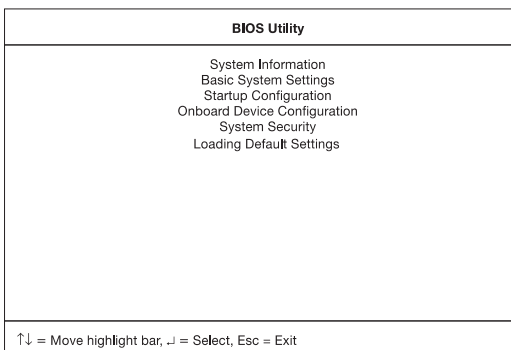 BIOS Utility
System Information
Basic System Settings
Startup Configuration
Onboard Device Configuration
System Security
Loading Default Settings
↑↓ = Move highlight bar, ↵ = Select, Esc = Exit